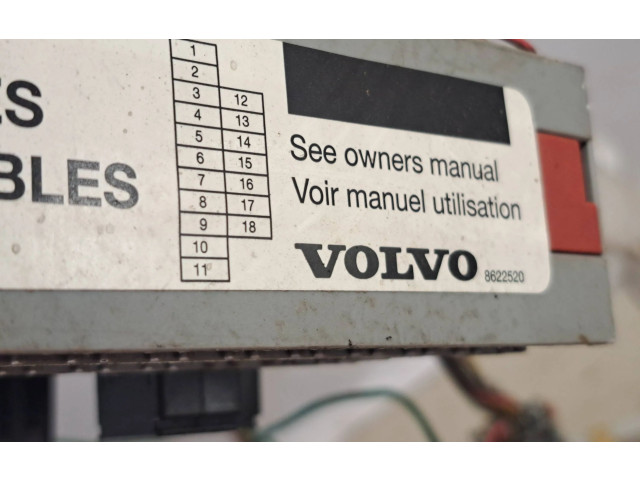 ES
BLES
1
2
3 12
4 13
5 14
6 15
7 16
8 17
9 18
10
11
See owners manual
Voir manuel utilisation
VOLVO 8622520